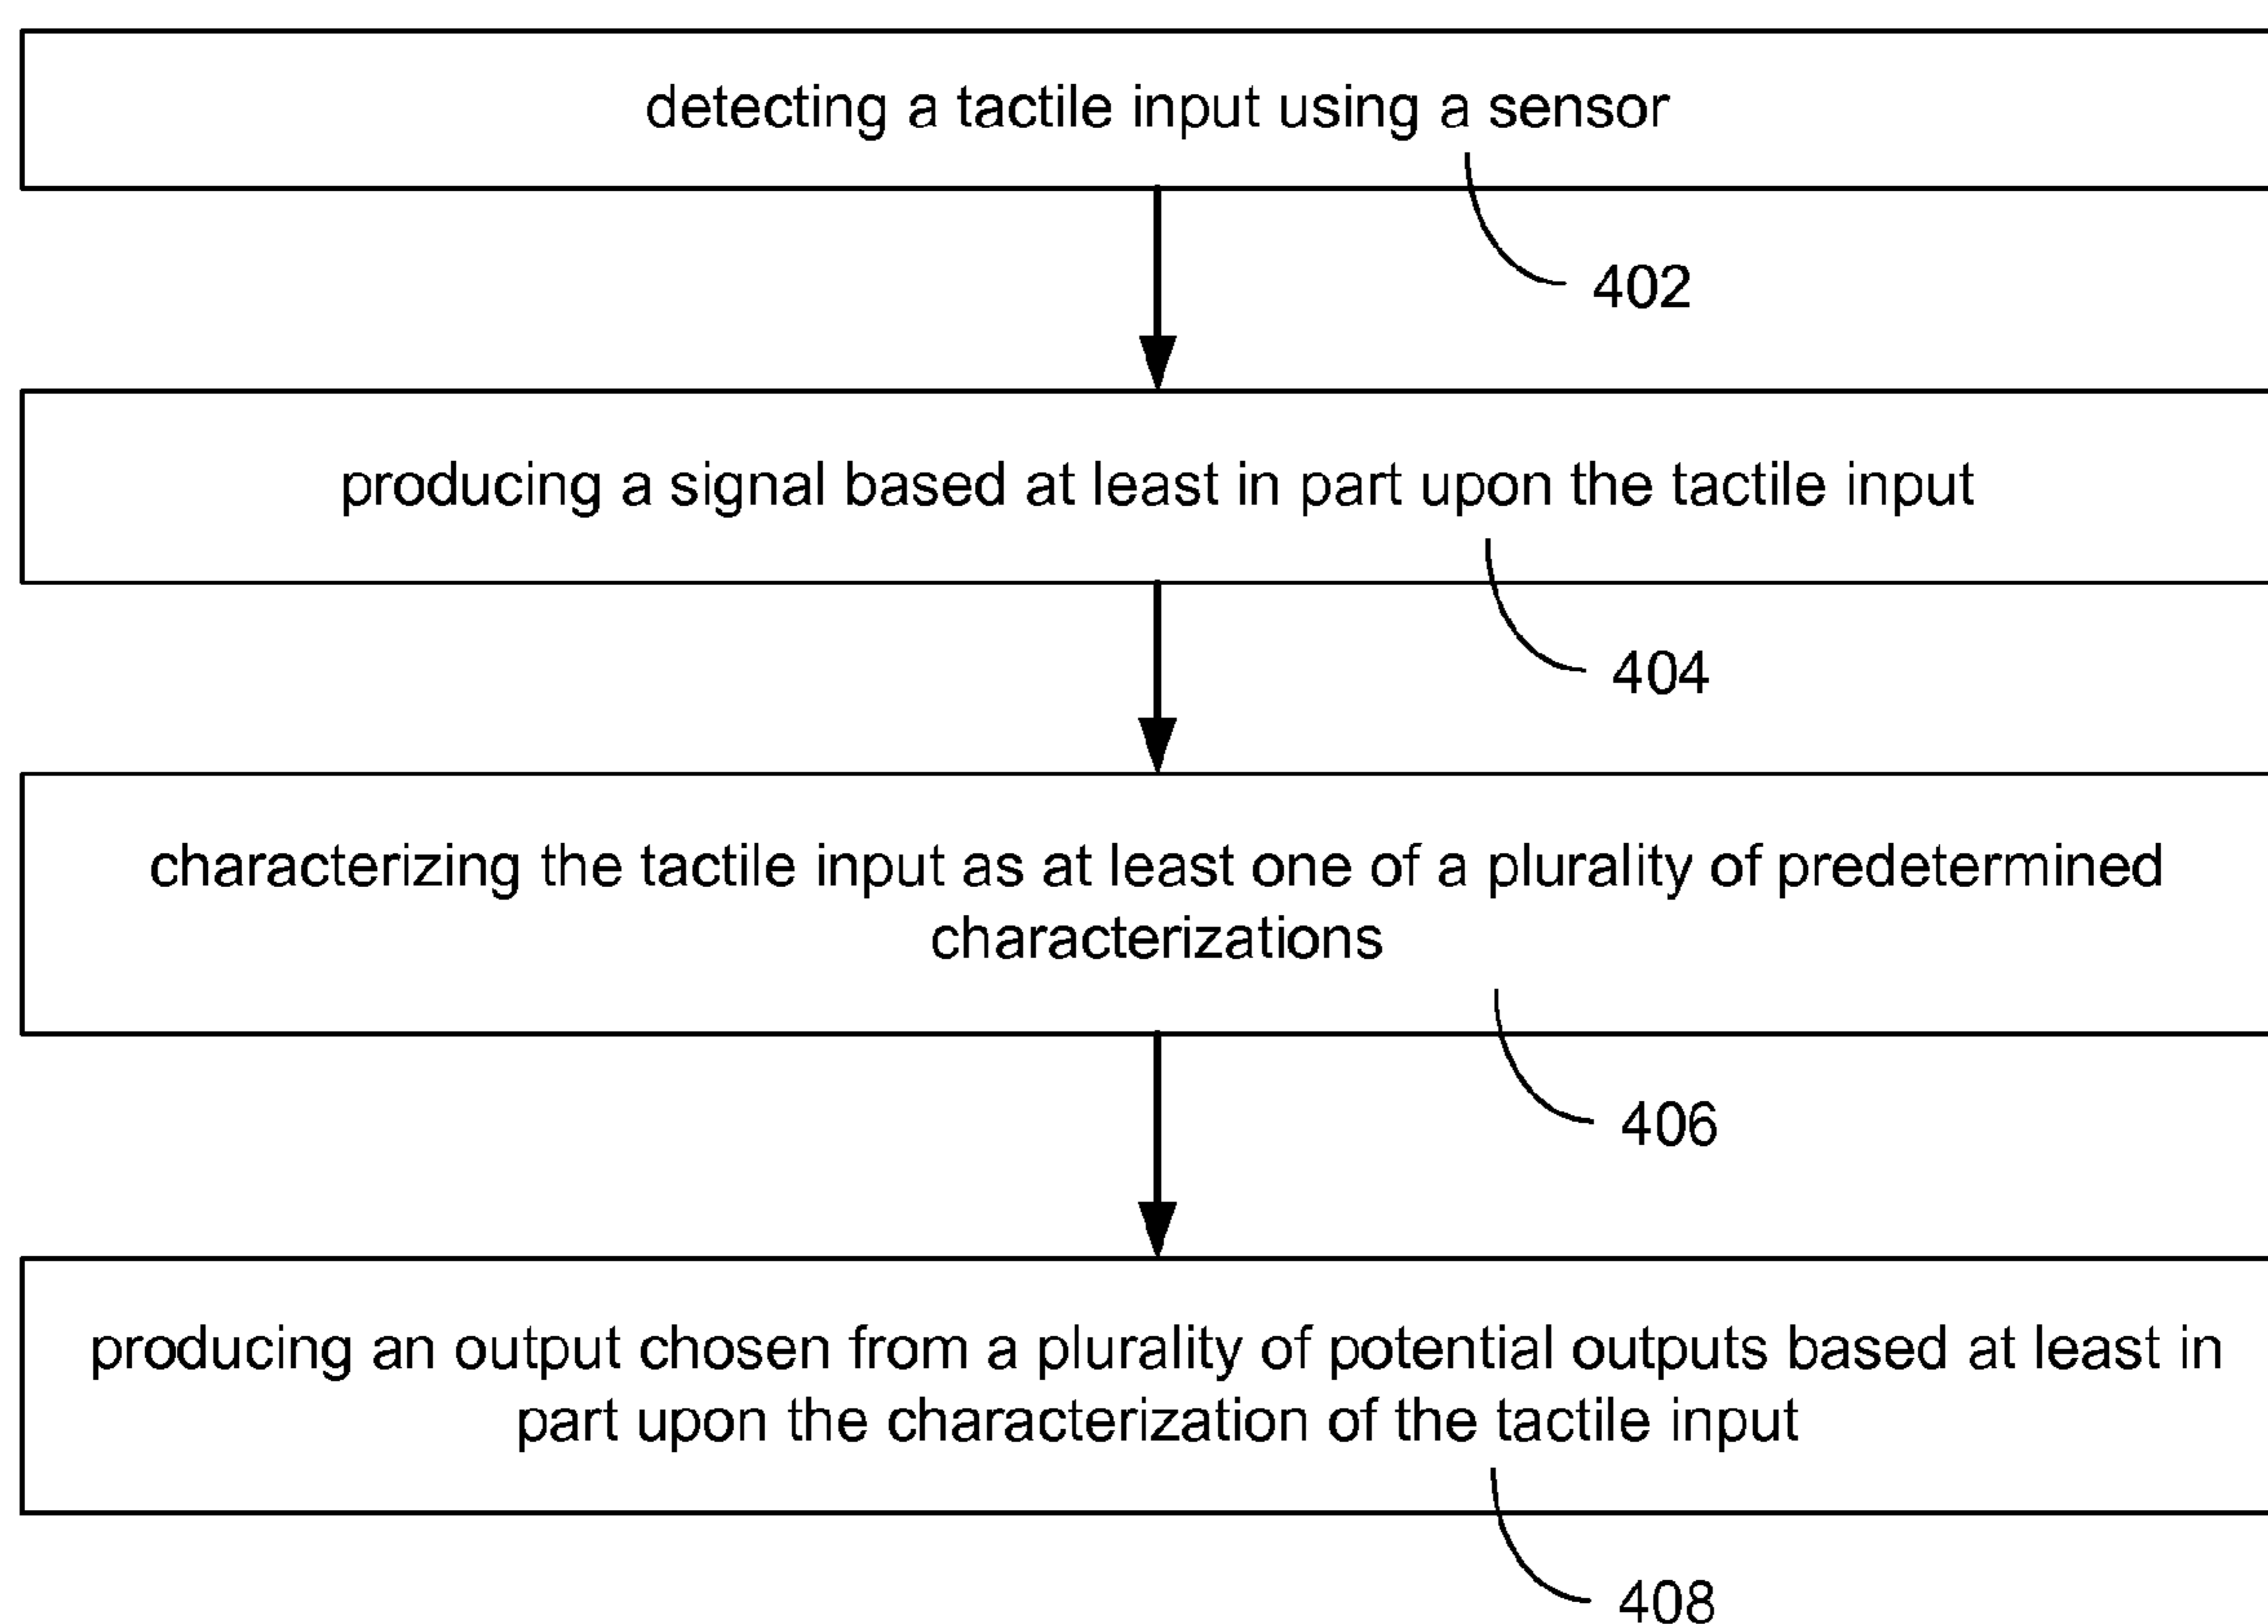 detecting a tactile input using a sensor
402
producing a signal based at least in part upon the tactile input
404
characterizing the tactile input as at least one of a plurality of predetermined
characterizations
406
producing an output chosen from a plurality of potential outputs based at least in
part upon the characterization of the tactile input
408